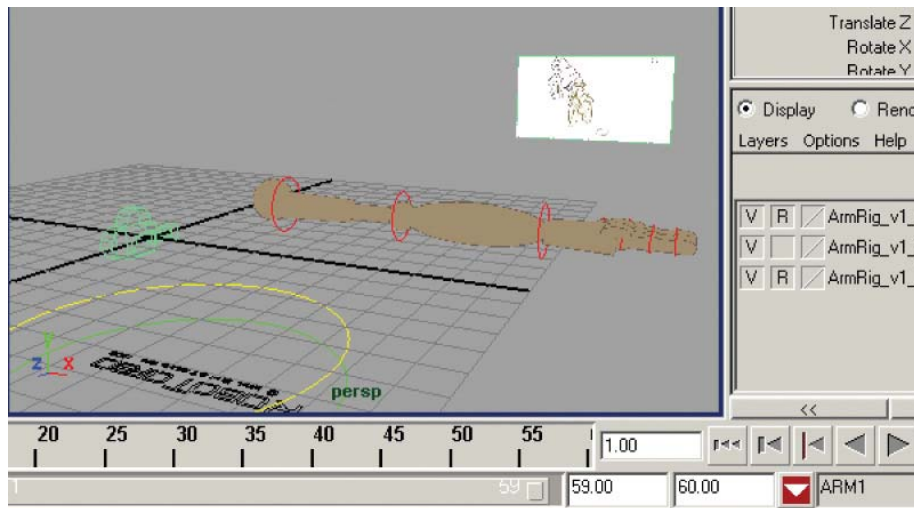 Translate Z
Rotate X
Rotate Y
Display Rend
Layers Options Help
V R ArmRig_v1_
V ArmRig_v1_
V R ArmRig_v1_
Z X
persp
<<
20 25 30 35 40 45 50 55
1.00
59
59.00 60.00 ARM1